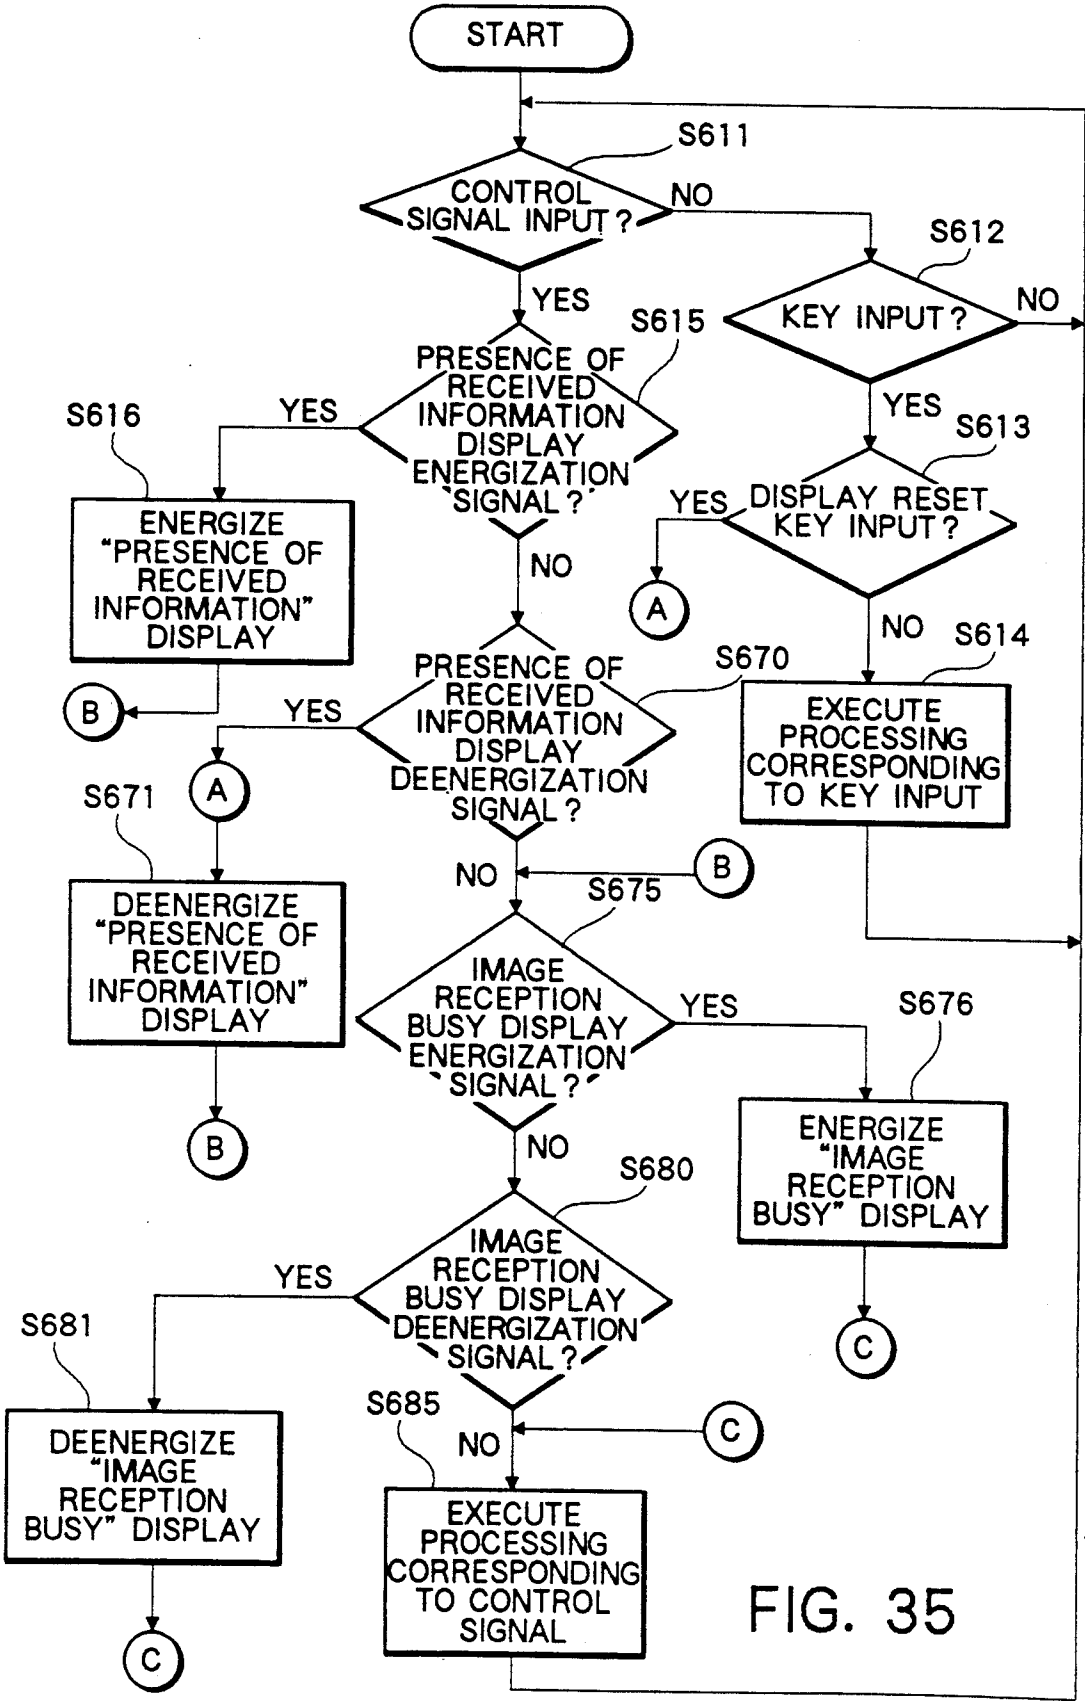 START
S611
CONTROL
SIGNAL INPUT?
NO
S612
KEY INPUT?
NO
YES
YES
S615
PRESENCE OF
RECEIVED
INFORMATION
DISPLAY
ENERGIZATION
SIGNAL?
YES
S616
ENERGIZE
"PRESENCE OF
RECEIVED
INFORMATION"
DISPLAY
B
NO
S613
DISPLAY RESET
KEY INPUT?
YES
A
NO
S614
EXECUTE
PROCESSING
CORRESPONDING
TO KEY INPUT
S670
PRESENCE OF
RECEIVED
INFORMATION
DISPLAY
DEENERGIZATION
SIGNAL?
YES
A
S671
DEENERGIZE
"PRESENCE OF
RECEIVED
INFORMATION"
DISPLAY
B
NO
B
S675
IMAGE
RECEPTION
BUSY DISPLAY
ENERGIZATION
SIGNAL?
YES
S676
ENERGIZE
"IMAGE
RECEPTION
BUSY" DISPLAY
C
NO
S680
IMAGE
RECEPTION
BUSY DISPLAY
DEENERGIZATION
SIGNAL?
YES
S681
DEENERGIZE
"IMAGE
RECEPTION
BUSY" DISPLAY
C
NO
C
S685
EXECUTE
PROCESSING
CORRESPONDING
TO CONTROL
SIGNAL
FIG. 35